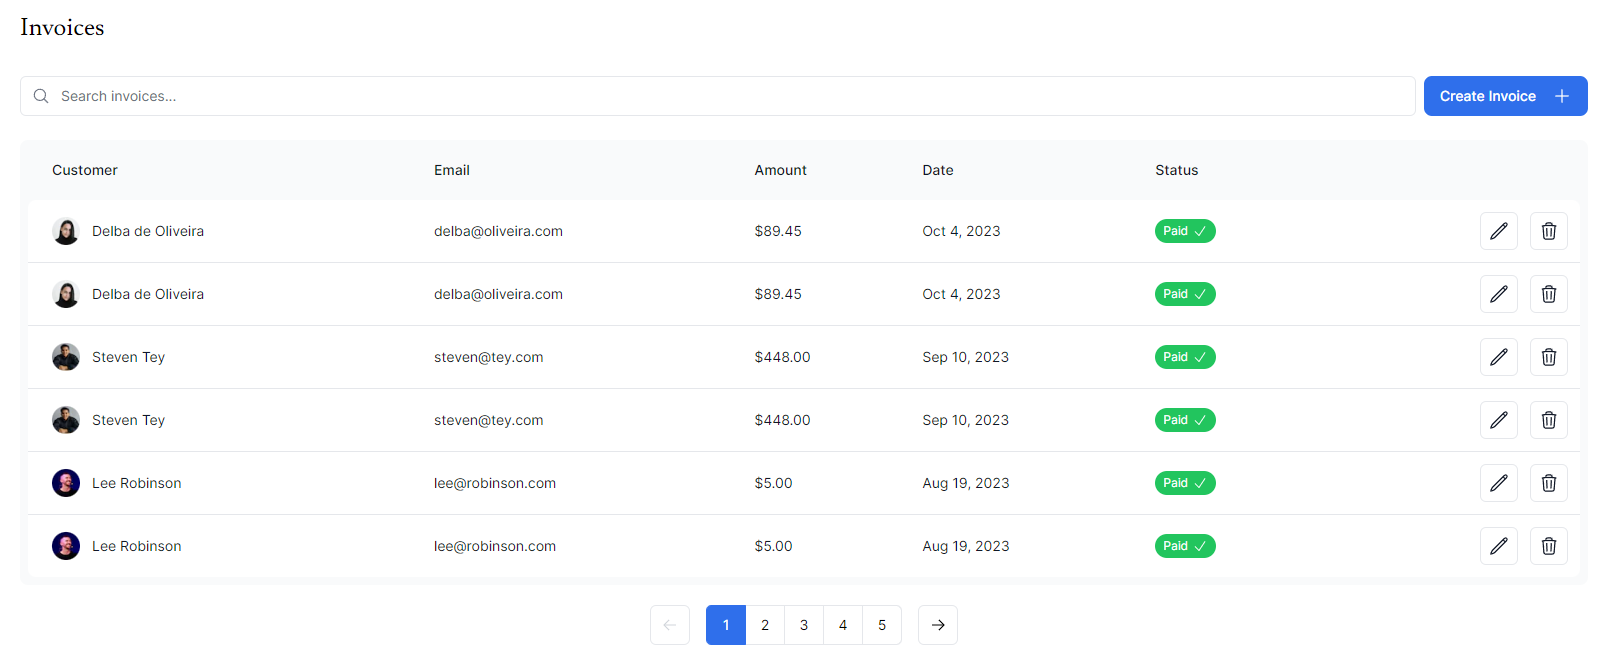 Invoices
Search invoices...
Create Invoice
Customer Email Amount Date Status
Delba de Oliveira delba@oliveira.com $89.45 Oct 4, 2023 Paid
Delba de Oliveira delba@oliveira.com $89.45 Oct 4, 2023 Paid
Steven Tey steven@tey.com $448.00 Sep 10, 2023 Paid
Steven Tey steven@tey.com $448.00 Sep 10, 2023 Paid
Lee Robinson lee@robinson.com $5.00 Aug 19, 2023 Paid
Lee Robinson lee@robinson.com $5.00 Aug 19, 2023 Paid
1 2 3 4 5